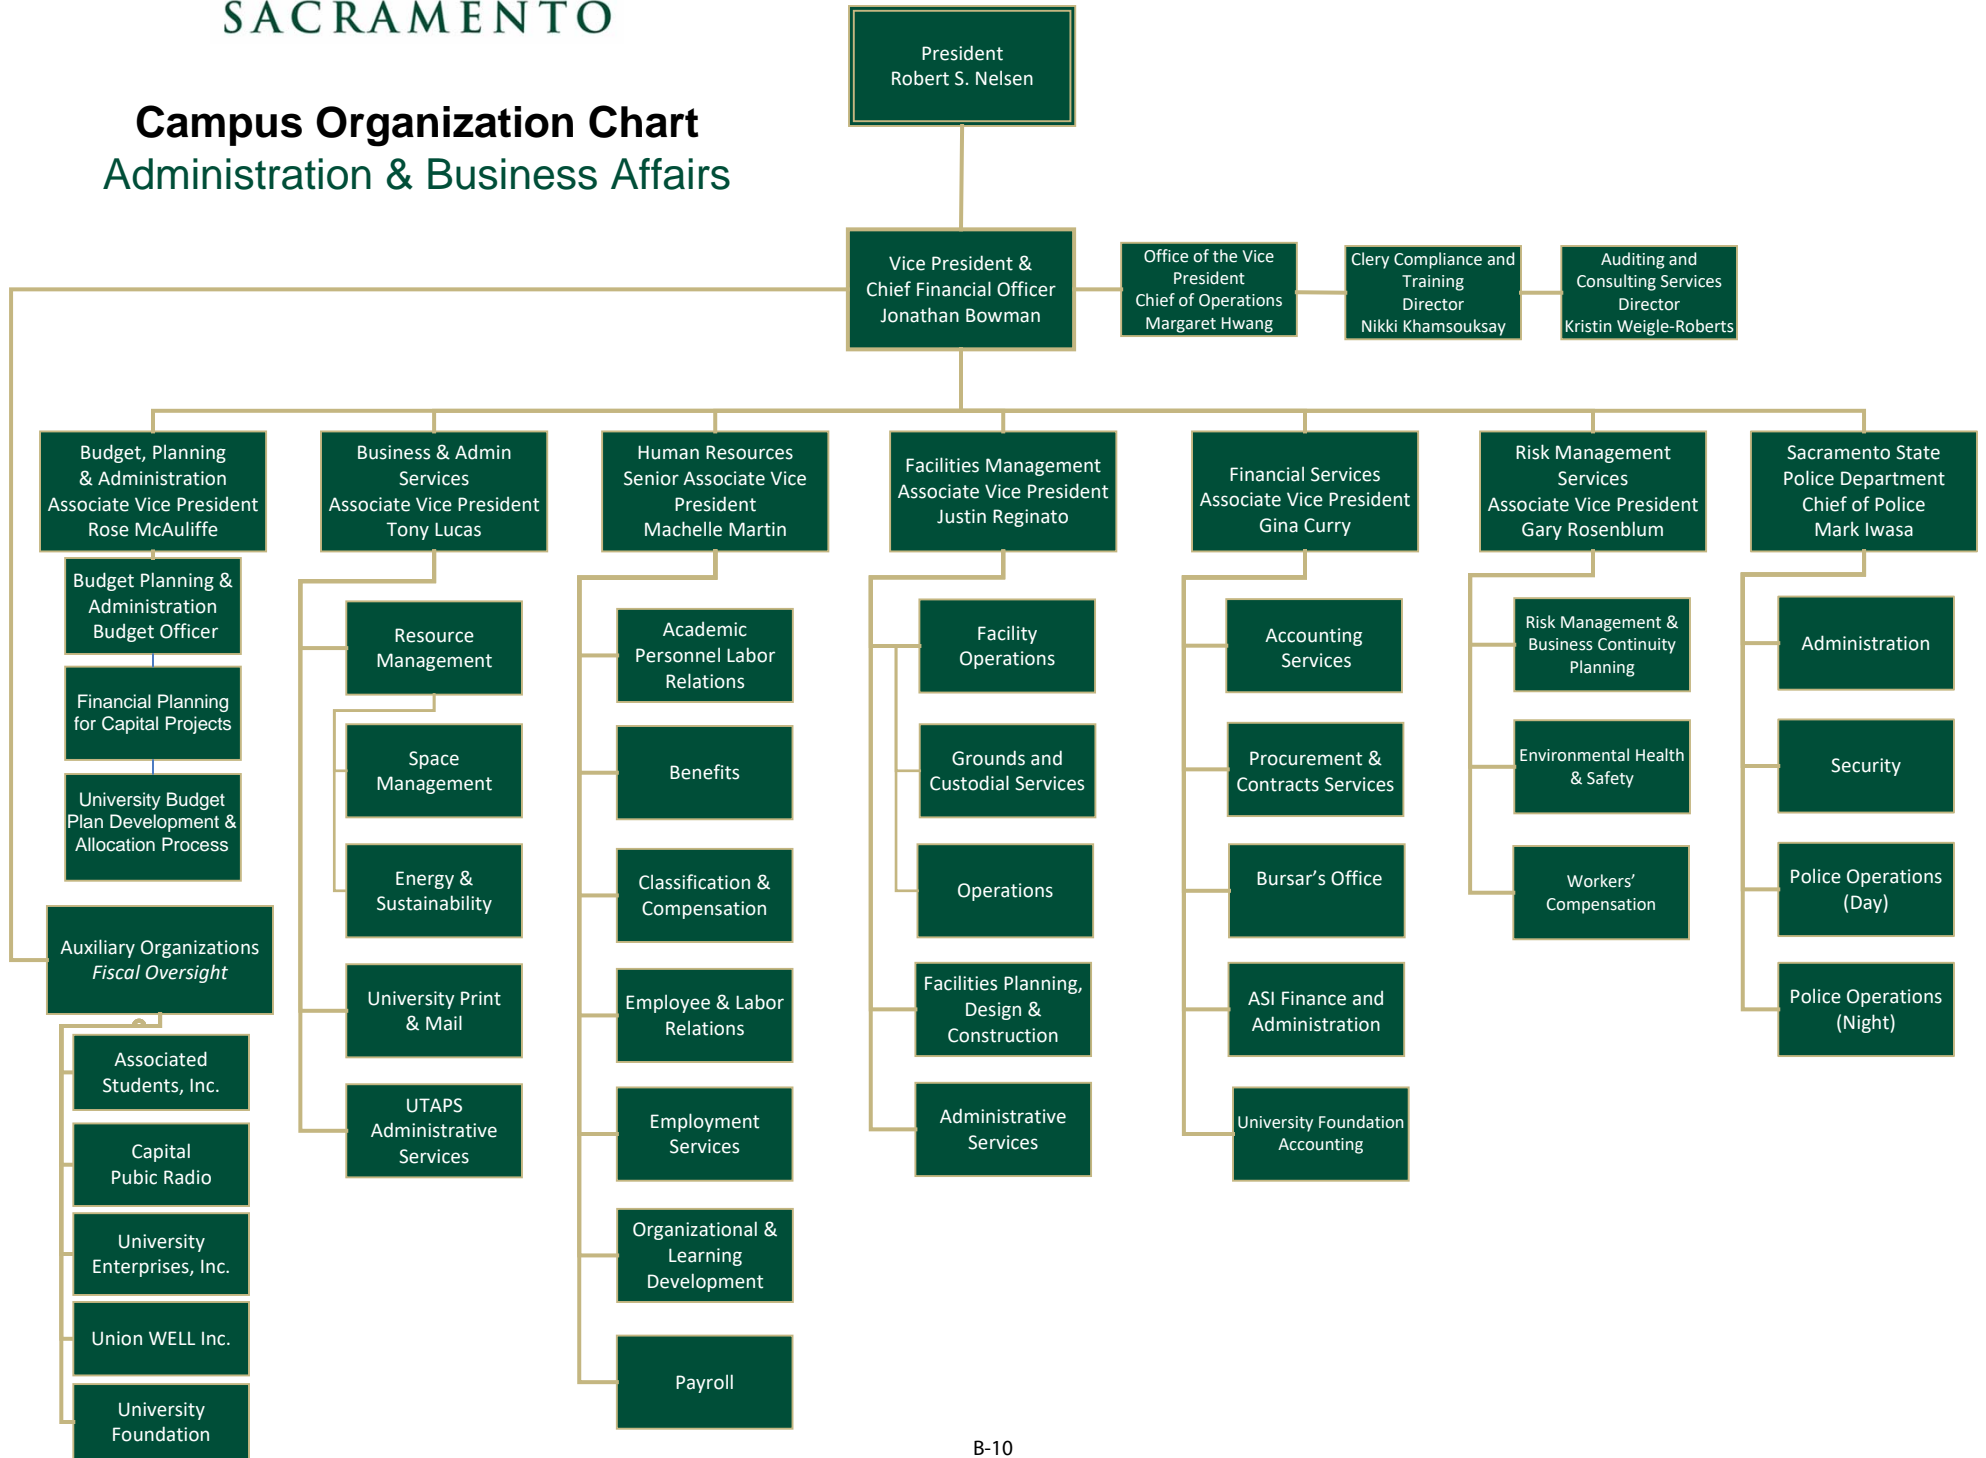 SACRAMENTO
Campus Organization Chart
Administration & Business Affairs
President
Robert S. Nelsen
Vice President &
Chief Financial Officer
Jonathan Bowman
Office of the Vice
President
Chief of Operations
Margaret Hwang
Clery Compliance and
Training
Director
Nikki Khamsouksay
Auditing and
Consulting Services
Director
Kristin Weigle-Roberts
Budget, Planning
& Administration
Associate Vice President
Rose McAuliffe
Budget Planning &
Administration
Budget Officer
Financial Planning
for Capital Projects
University Budget
Plan Development &
Allocation Process
Auxiliary Organizations
Fiscal Oversight
Associated
Students, Inc.
Capital
Pubic Radio
University
Enterprises, Inc.
Union WELL Inc.
University
Foundation
Business & Admin
Services
Associate Vice President
Tony Lucas
Resource
Management
Space
Management
Energy &
Sustainability
University Print
& Mail
UTAPS
Administrative
Services
Human Resources
Senior Associate Vice
President
Machelle Martin
Academic
Personnel Labor
Relations
Benefits
Classification &
Compensation
Employee & Labor
Relations
Employment
Services
Organizational &
Learning
Development
Payroll
Facilities Management
Associate Vice President
Justin Reginato
Facility
Operations
Grounds and
Custodial Services
Operations
Facilities Planning,
Design &
Construction
Administrative
Services
Financial Services
Associate Vice President
Gina Curry
Accounting
Services
Procurement &
Contracts Services
Bursar’s Office
ASI Finance and
Administration
University Foundation
Accounting
Risk Management
Services
Associate Vice President
Gary Rosenblum
Risk Management &
Business Continuity
Planning
Environmental Health
& Safety
Workers’
Compensation
Sacramento State
Police Department
Chief of Police
Mark Iwasa
Administration
Security
Police Operations
(Day)
Police Operations
(Night)
B-10